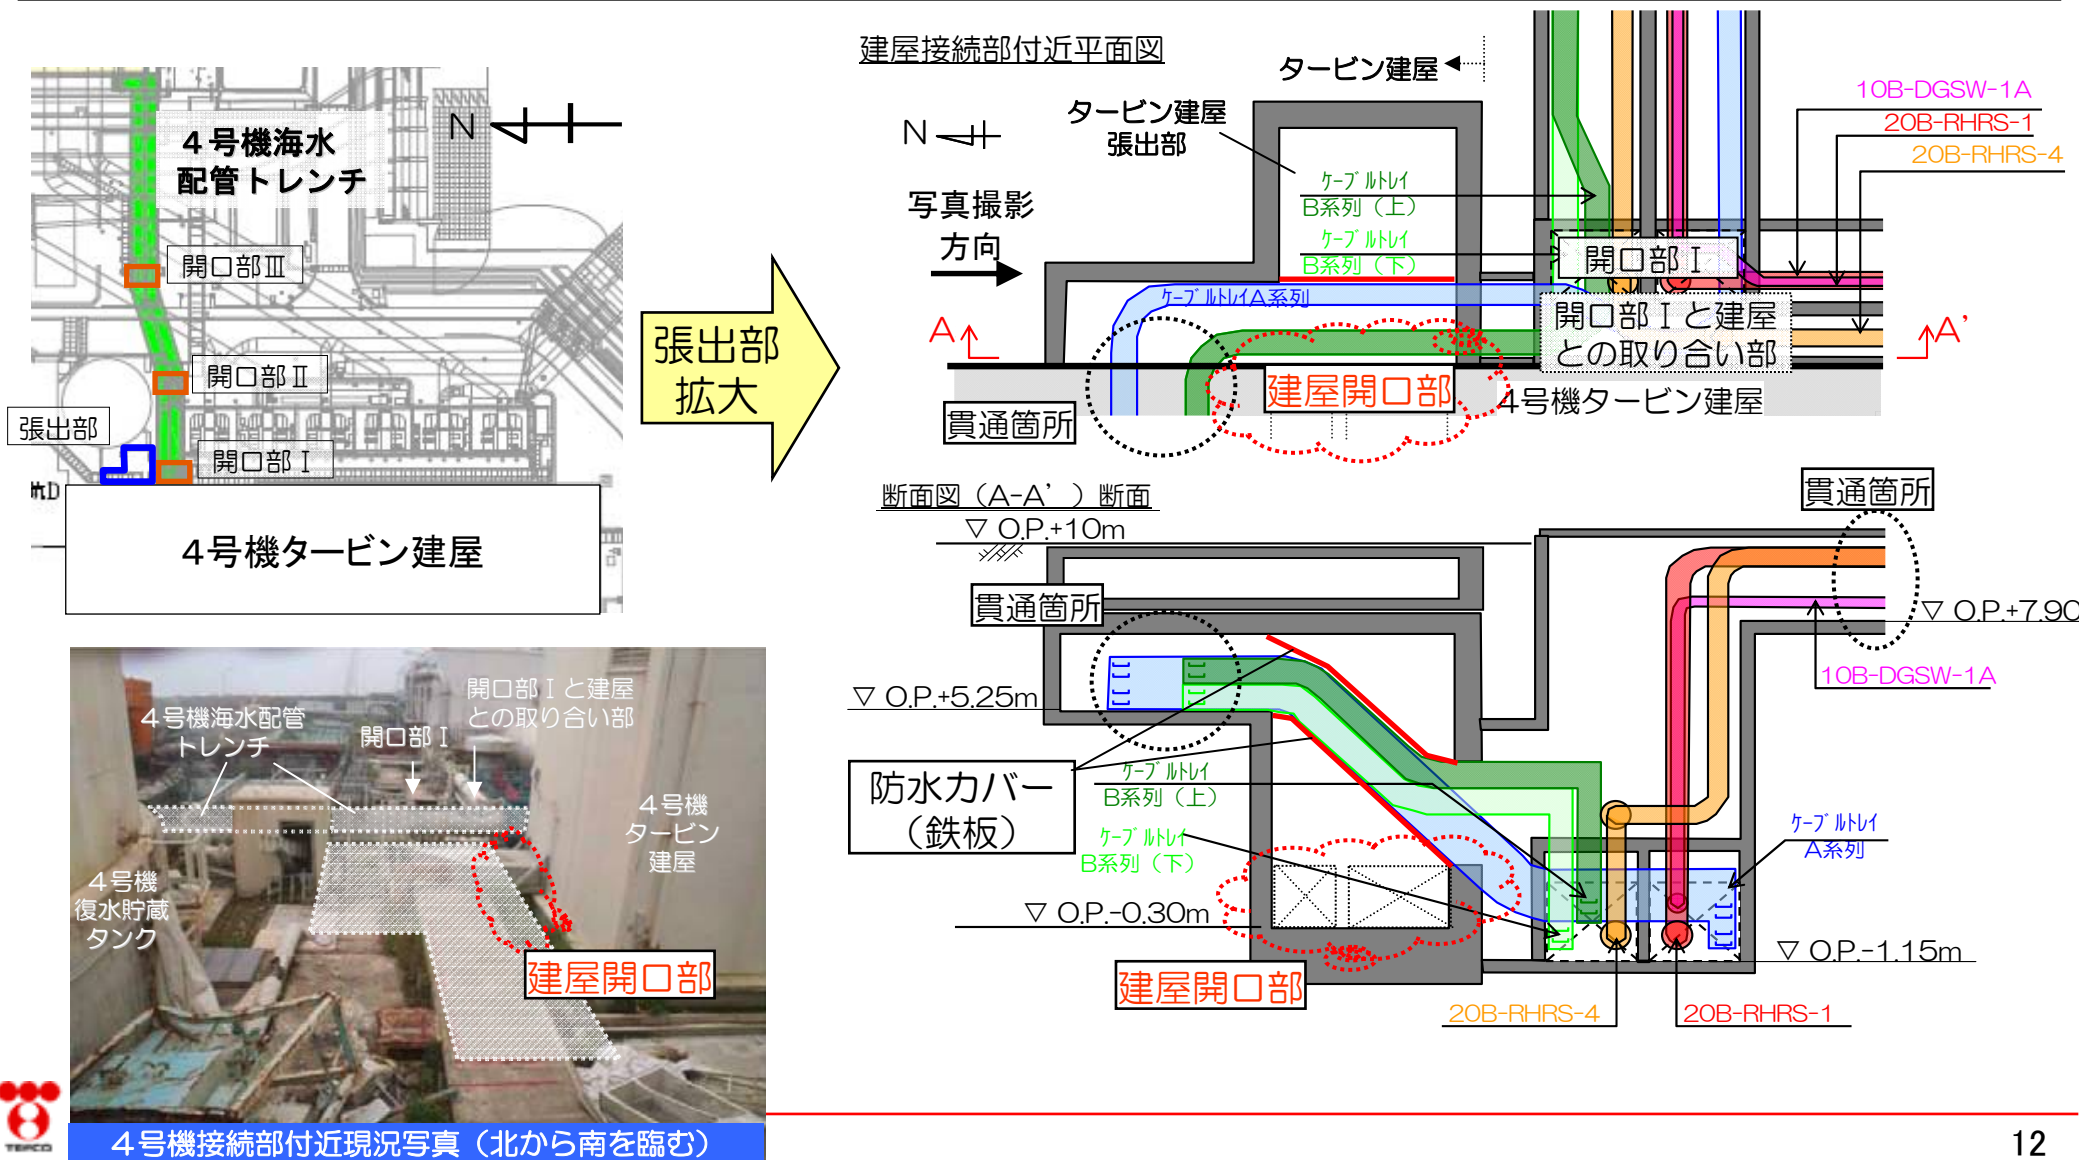 4号機海水
配管トレンチ
N
開口部Ⅲ
開口部Ⅱ
張出部
開口部Ⅰ
4号機タービン建屋
張出部
拡大
建屋接続部付近平面図
タービン建屋
タービン建屋
張出部
N
写真撮影
方向
ケーブルトレイ
B系列(上)
ケーブルトレイ
B系列(下)
ケーブルトレイA系列
10B-DGSW-1A
20B-RHRS-1
20B-RHRS-4
開口部Ⅰ
開口部Ⅰと建屋
との取り合い部
A
A’
建屋開口部
貫通箇所
4号機タービン建屋
断面図(A-A’)断面
▽ O.P.+10m
貫通箇所
貫通箇所
▽ O.P.+7.90
10B-DGSW-1A
▽ O.P.+5.25m
防水カバー
(鉄板)
ケーブルトレイ
B系列(上)
ケーブルトレイ
B系列(下)
ケーブルトレイ
A系列
▽ O.P.-0.30m
▽ O.P.-1.15m
建屋開口部
20B-RHRS-4
20B-RHRS-1
4号機海水配管
トレンチ
開口部Ⅰ
開口部Ⅰと建屋
との取り合い部
4号機
タービン
建屋
4号機
復水貯蔵
タンク
建屋開口部
4号機接続部付近現況写真(北から南を臨む)
TEPCO
12